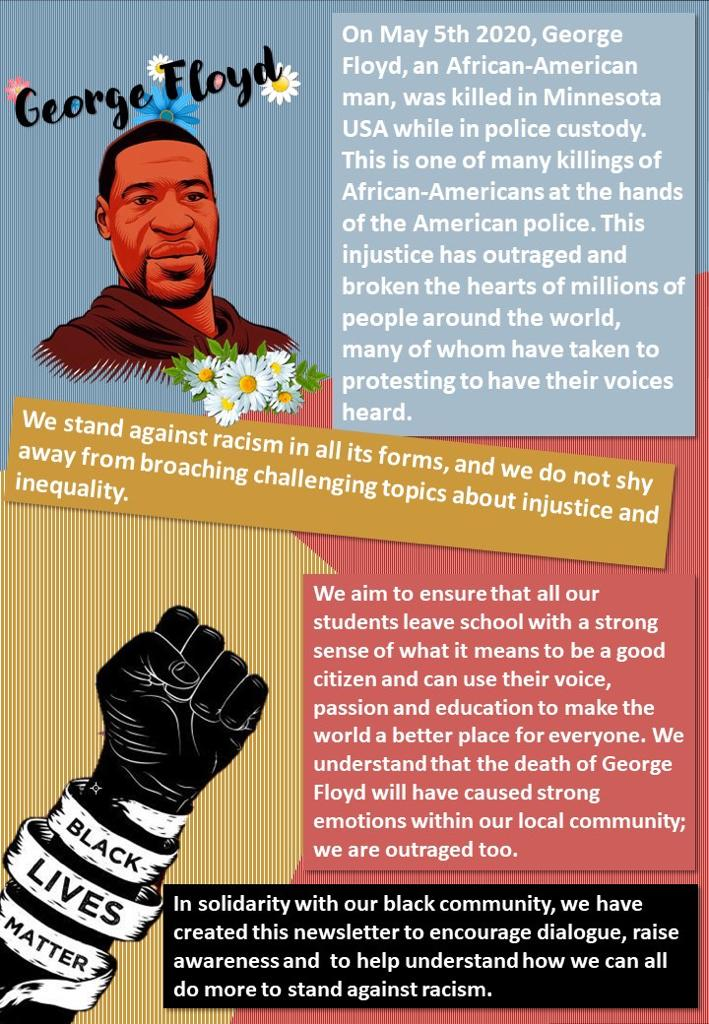 George Floyd
On May 5th 2020, George
Floyd, an African-American
man, was killed in Minnesota
USA while in police custody.
This is one of many killings of
African-Americans at the hands
of the American police. This
injustice has outraged and
broken the hearts of millions of
people around the world,
many of whom have taken to
protesting to have their voices
heard.
We stand against racism in all its forms, and we do not shy
away from broaching challenging topics about injustice and
inequality.
We aim to ensure that all our
students leave school with a strong
sense of what it means to be a good
citizen and can use their voice,
passion and education to make the
world a better place for everyone. We
understand that the death of George
Floyd will have caused strong
emotions within our local community;
we are outraged too.
BLACK
LIVES
MATTER
In solidarity with our black community, we have
created this newsletter to encourage dialogue, raise
awareness and  to help understand how we can all
do more to stand against racism.